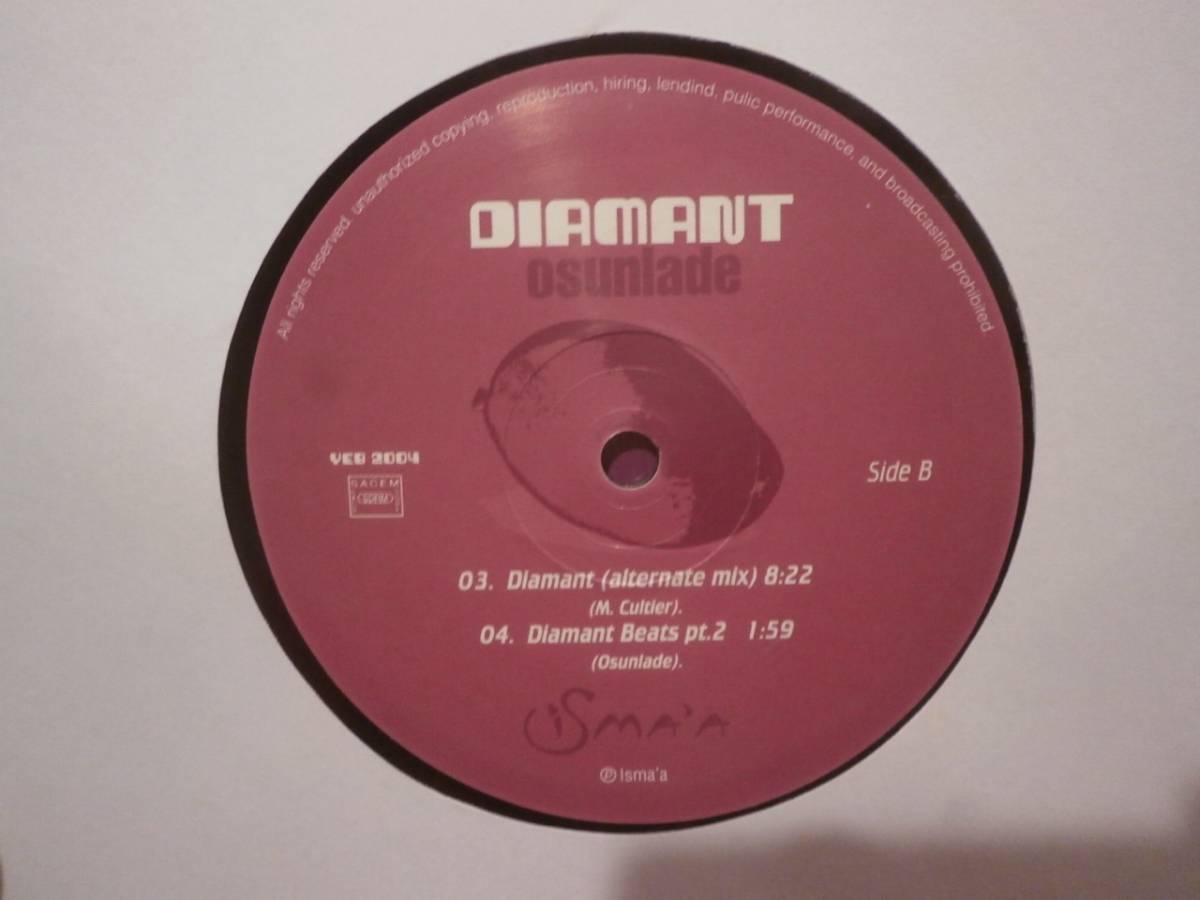 All rights reserved. unauthorized copying, reproduction, hiring, lendind, pulic performance, and broadcasting prohibited
DIAMANT
osunlade
YEB 2004
SACEM
Side B
03. Diamant (alternate mix) 8:22
(M. Cultier).
04. Diamant Beats pt.2 1:59
(Osunlade).
iSMA'A
℗ Isma'a